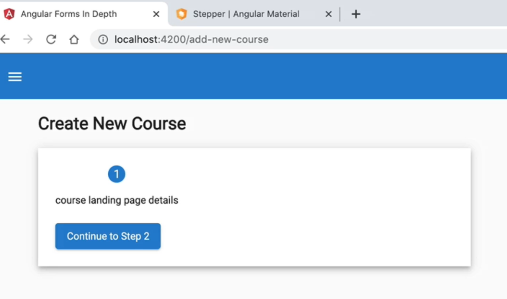 Angular Forms In Depth
Stepper | Angular Material
localhost:4200/add-new-course
Create New Course
1
course landing page details
Continue to Step 2